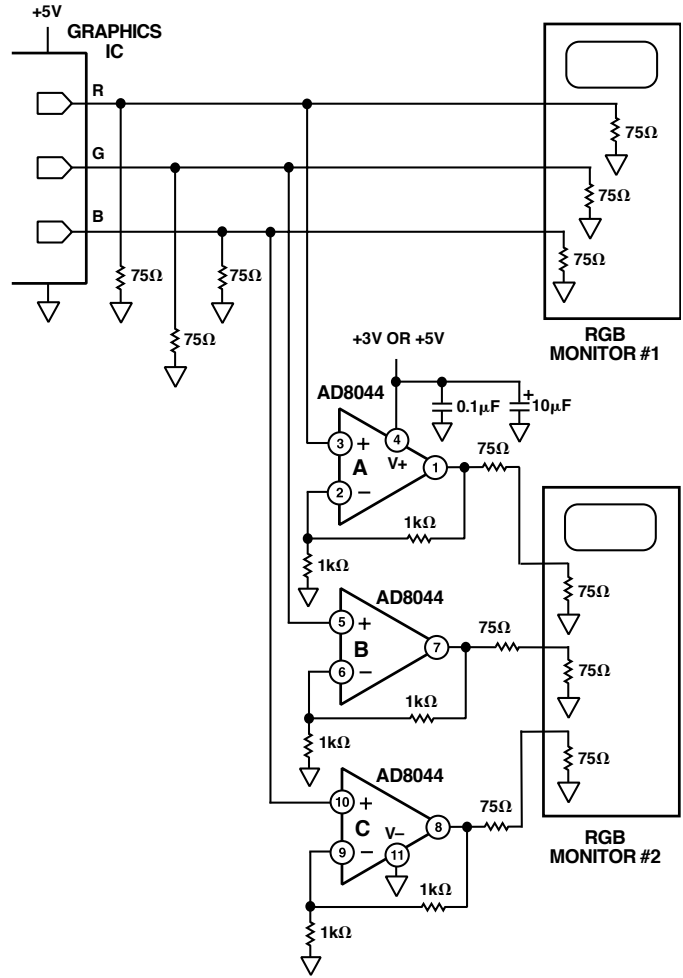 +5V
GRAPHICS
IC
R
G
B
75Ω
75Ω
75Ω
75Ω
75Ω
75Ω
RGB
MONITOR #1
+3V OR +5V
AD8044
0.1µF
+
10µF
3
+
4
V+
A
1
75Ω
2
–
1kΩ
1kΩ
75Ω
AD8044
5
+
B
7
75Ω
6
–
75Ω
1kΩ
1kΩ
AD8044
75Ω
10
+
C
8
75Ω
V–
9
–
11
RGB
MONITOR #2
1kΩ
1kΩ